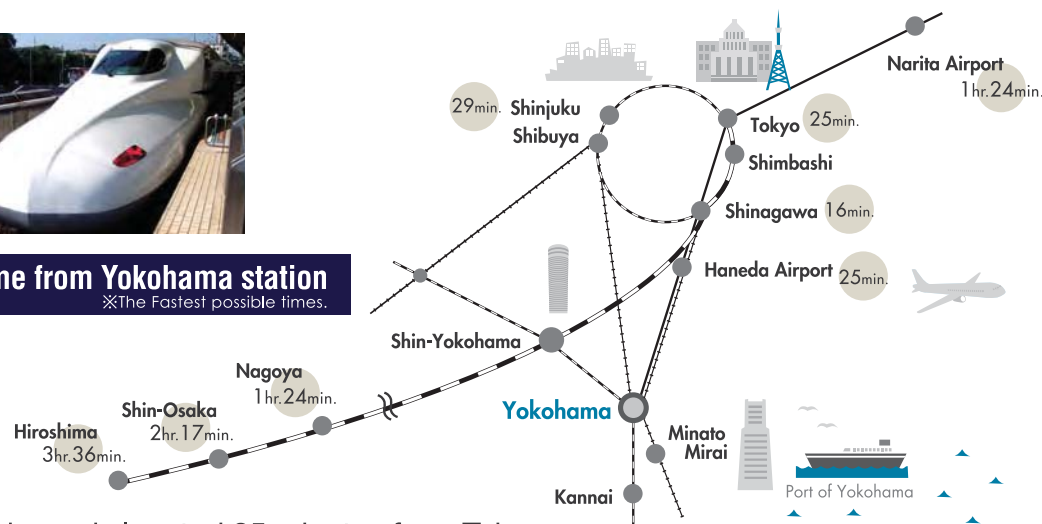 Narita Airport
1hr.24min.
29min. Shinjuku
Shibuya
Tokyo 25min.
Shimbashi
Shinagawa 16min.
me from Yokohama station
※The Fastest possible times.
Haneda Airport 25min.
Shin-Yokohama
Nagoya
1hr.24min.
Shin-Osaka
2hr.17min.
Hiroshima
3hr.36min.
Yokohama
Minato
Mirai
Kannai
Port of Yokohama